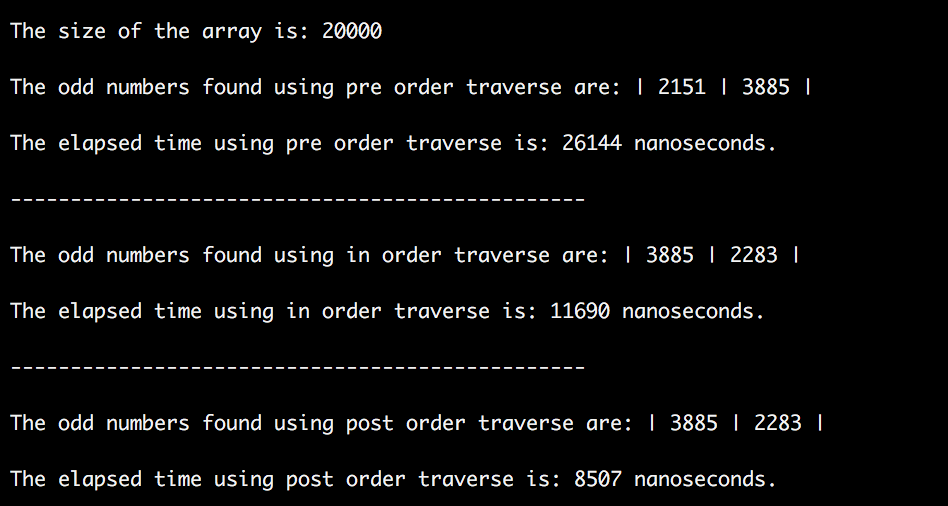 The size of the array is: 20000
The odd numbers found using pre order traverse are: | 2151 | 3885 |
The elapsed time using pre order traverse is: 26144 nanoseconds.
------------------------------------------------
The odd numbers found using in order traverse are: | 3885 | 2283 |
The elapsed time using in order traverse is: 11690 nanoseconds.
------------------------------------------------
The odd numbers found using post order traverse are: | 3885 | 2283 |
The elapsed time using post order traverse is: 8507 nanoseconds.